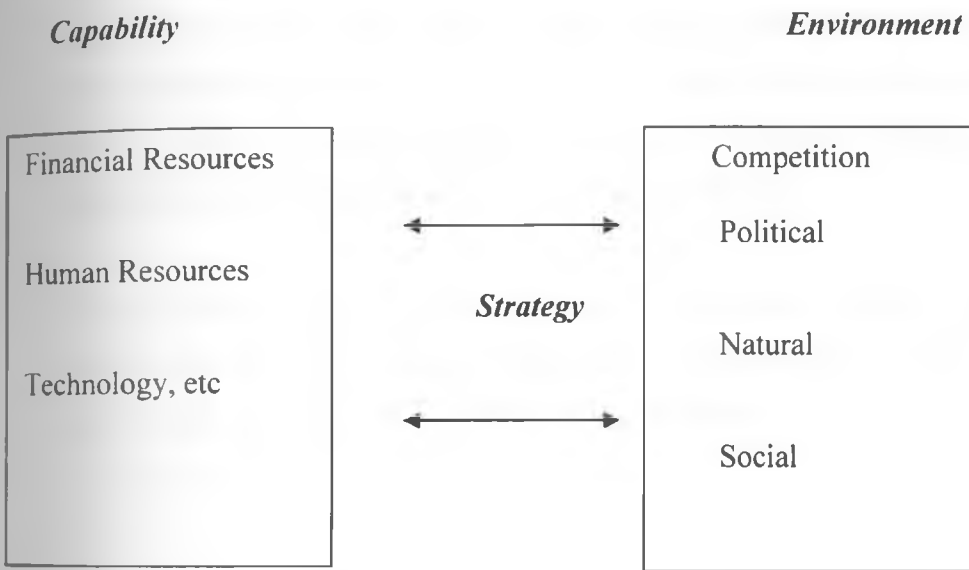 Capability
Environment
Financial Resources
Human Resources
Technology, etc
Strategy
Competition
Political
Natural
Social